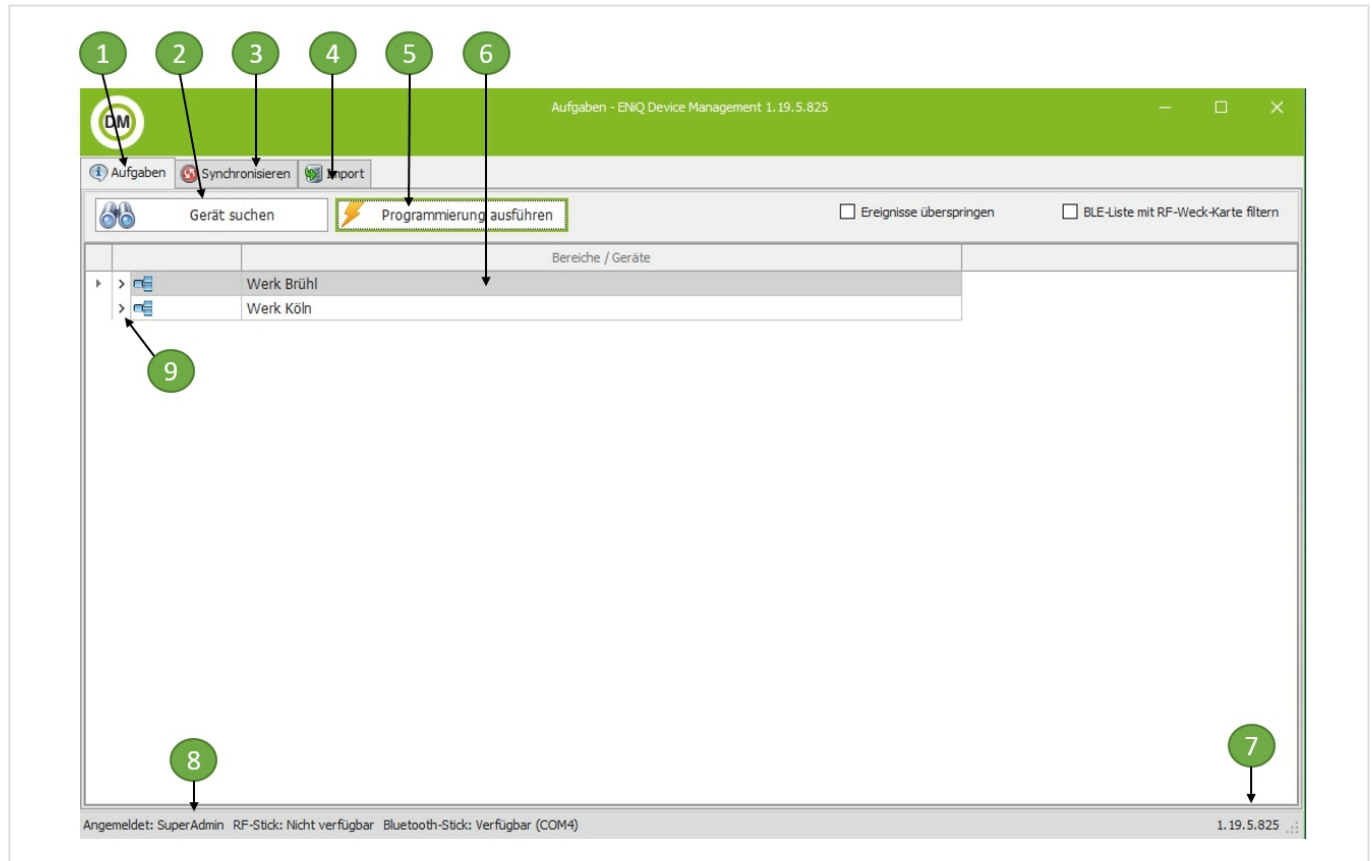 1 2 3 4 5 6
DM
Aufgaben - ENiQ Device Management 1.19.5.825
Aufgaben Synchronisieren Import
Gerät suchen Programmierung ausführen Ereignisse überspringen BLE-Liste mit RF-Weck-Karte filtern
Bereiche / Geräte
Werk Brühl
Werk Köln
9
8 7
Angemeldet: SuperAdmin RF-Stick: Nicht verfügbar Bluetooth-Stick: Verfügbar (COM4) 1.19.5.825